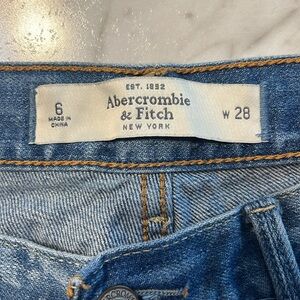 EST. 1892
6
MADE IN
CHINA
Abercrombie
& Fitch
NEW YORK
W 28